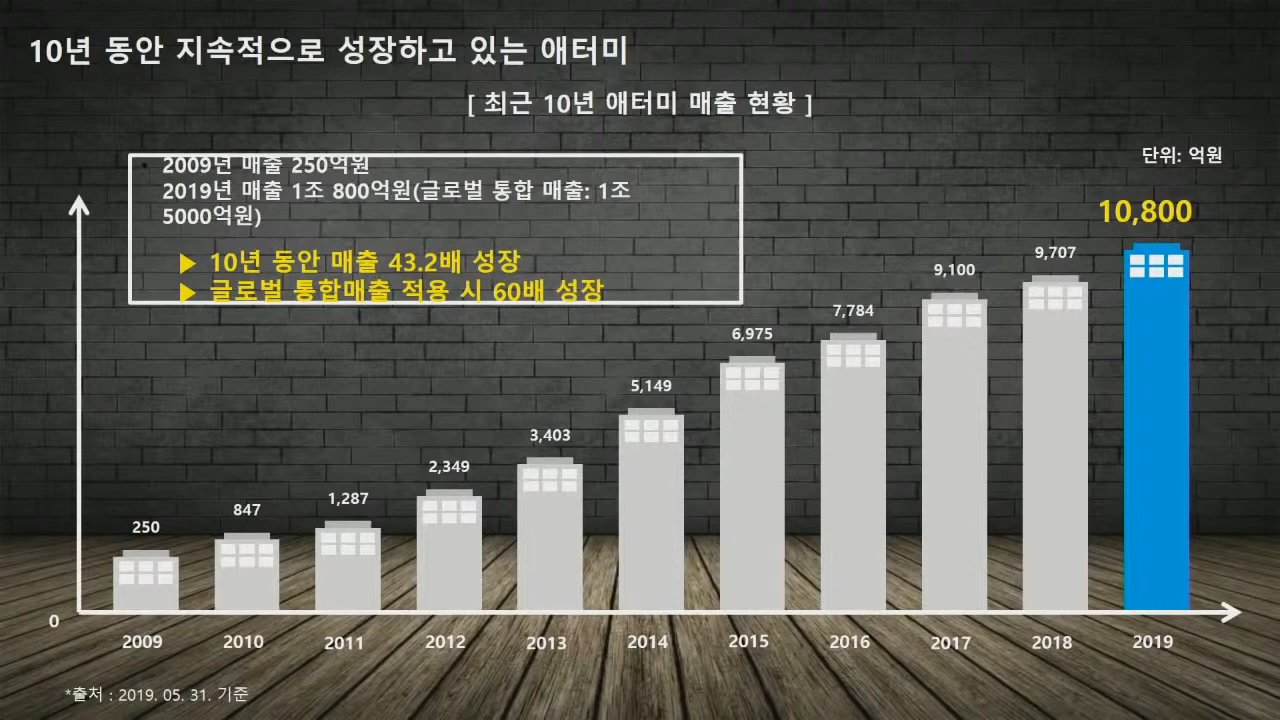 10년 동안 지속적으로 성장하고 있는 애터미
[ 최근 10년 애터미 매출 현황 ]
단위: 억원
• 2009년 매출 250억원
2019년 매출 1조 800억원(글로벌 통합 매출: 1조
5000억원)
▶ 10년 동안 매출 43.2배 성장
▶ 글로벌 통합매출 적용 시 60배 성장
250
847
1,287
2,349
3,403
5,149
6,975
7,784
9,100
9,707
10,800
0
2009
2010
2011
2012
2013
2014
2015
2016
2017
2018
2019
*출처 : 2019. 05. 31. 기준